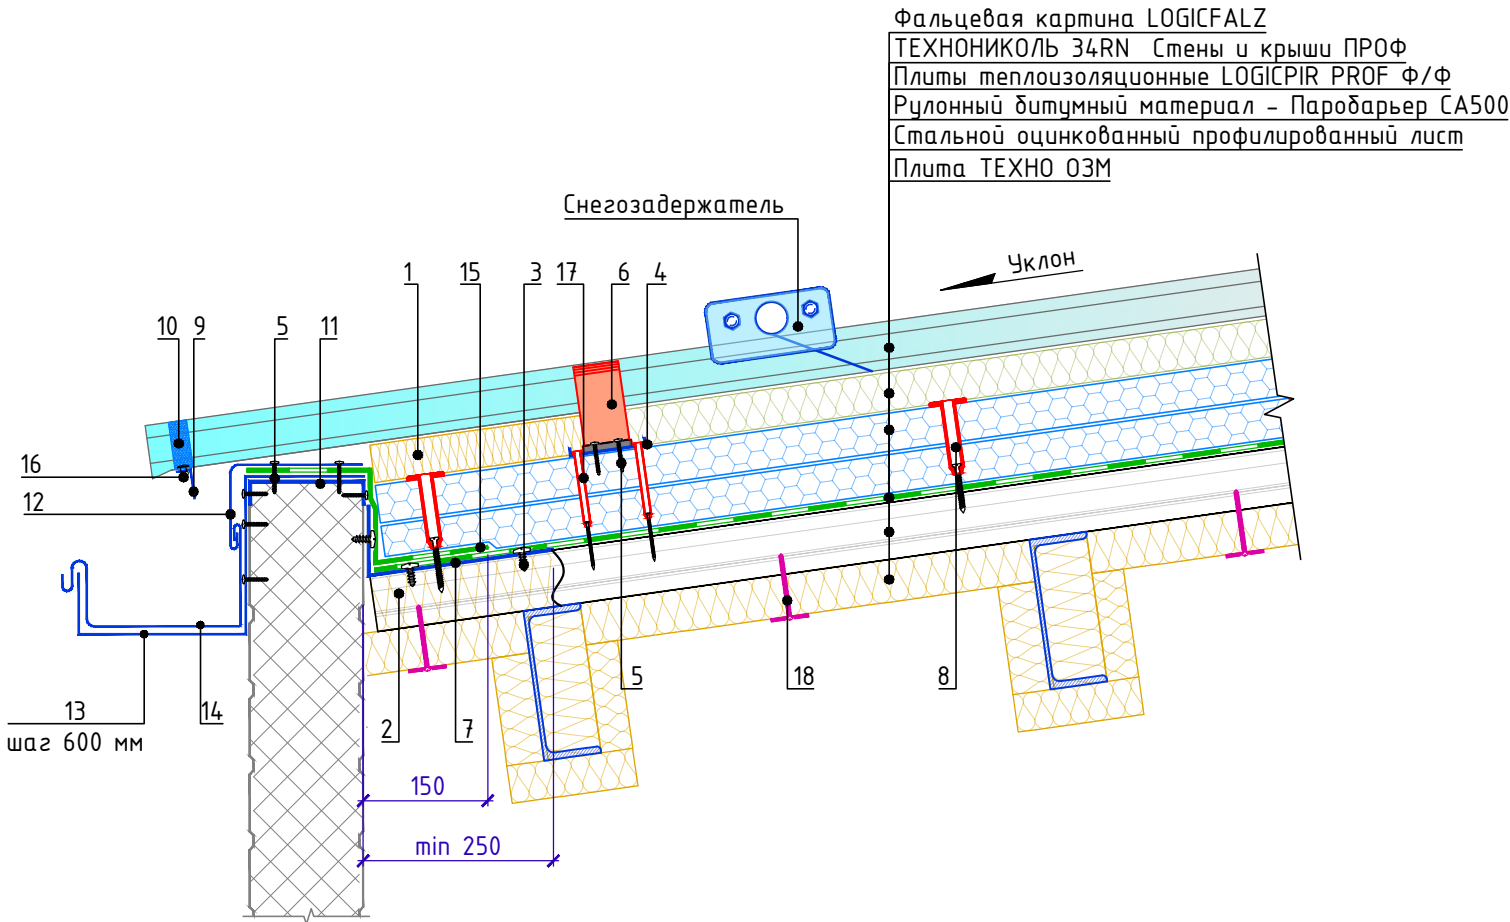 Фальцевая картина LOGICFALZ
ТЕХНОНИКОЛЬ 34RN Стены и крыши ПРОФ
Плиты теплоизоляционные LOGICPIR PROF Ф/Ф
Рулонный битумный материал - Паробарьер СА500
Стальной оцинкованный профилированный лист
Плита ТЕХНО ОЗМ
Снегозадержатель
Уклон
1 15 3 17 6 4
10 9 5 11
16
12
13
шаг 600 мм
14
2 7
5
18
8
150
min 250